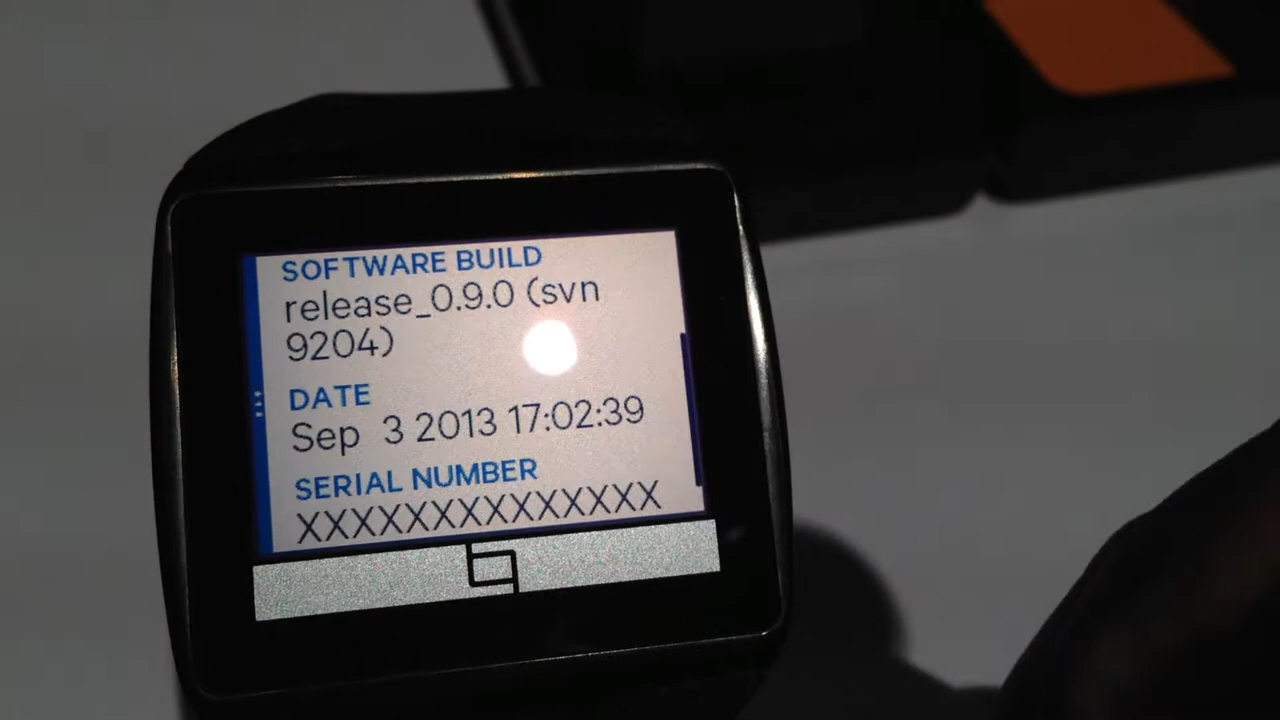 SOFTWARE BUILD
release_0.9.0 (svn
9204)
DATE
Sep  3 2013 17:02:39
SERIAL NUMBER
XXXXXXXXXXXXXX